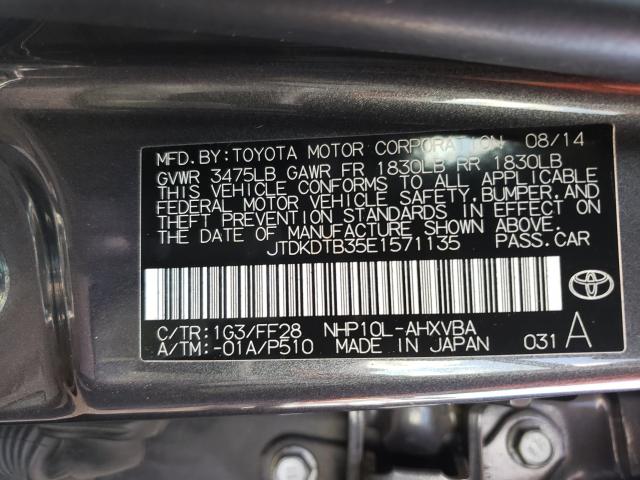 MFD. BY: TOYOTA MOTOR CORPORATION 08/14
GVWR 3475LB GAWR FR 1830LB RR 1830LB
THIS VEHICLE CONFORMS TO ALL APPLICABLE
FEDERAL MOTOR VEHICLE SAFETY, BUMPER, AND
THEFT PREVENTION STANDARDS IN EFFECT ON
THE DATE OF MANUFACTURE SHOWN ABOVE.
JTDKDTB35E1571135 PASS.CAR
C/TR: 1G3/FF28 NHP10L-AHXVBA
A/TM: -01A/P510 MADE IN JAPAN 031 A